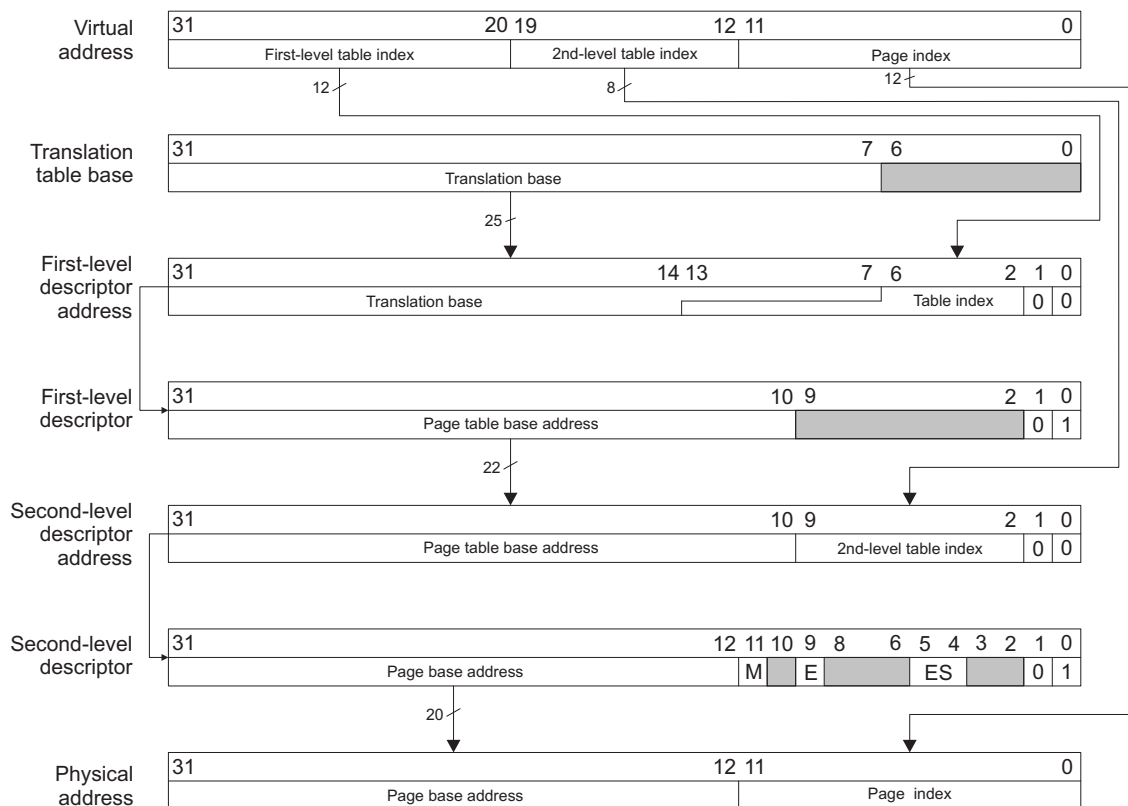 Virtual
address
31 20 19 12 11 0
First-level table index 2nd-level table index Page index
12 8 12
Translation
table base
31 7 6 0
Translation base
25
First-level
descriptor
address
31 14 13 7 6 2 1 0
Translation base Table index 0 0
First-level
descriptor
31 10 9 2 1 0
Page table base address 0 1
22
Second-level
descriptor
address
31 10 9 2 1 0
Page table base address 2nd-level table index 0 0
Second-level
descriptor
31 12 11 10 9 8 6 5 4 3 2 1 0
Page base address M E ES 0 1
20
Physical
address
31 12 11 0
Page base address Page index